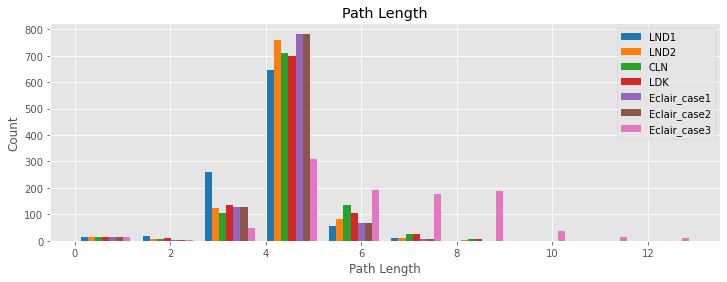 Path Length
800
700
600
500
400
300
200
100
0
Count
0 2 4 6 8 10 12
Path Length
LND1
LND2
CLN
LDK
Eclair_case1
Eclair_case2
Eclair_case3